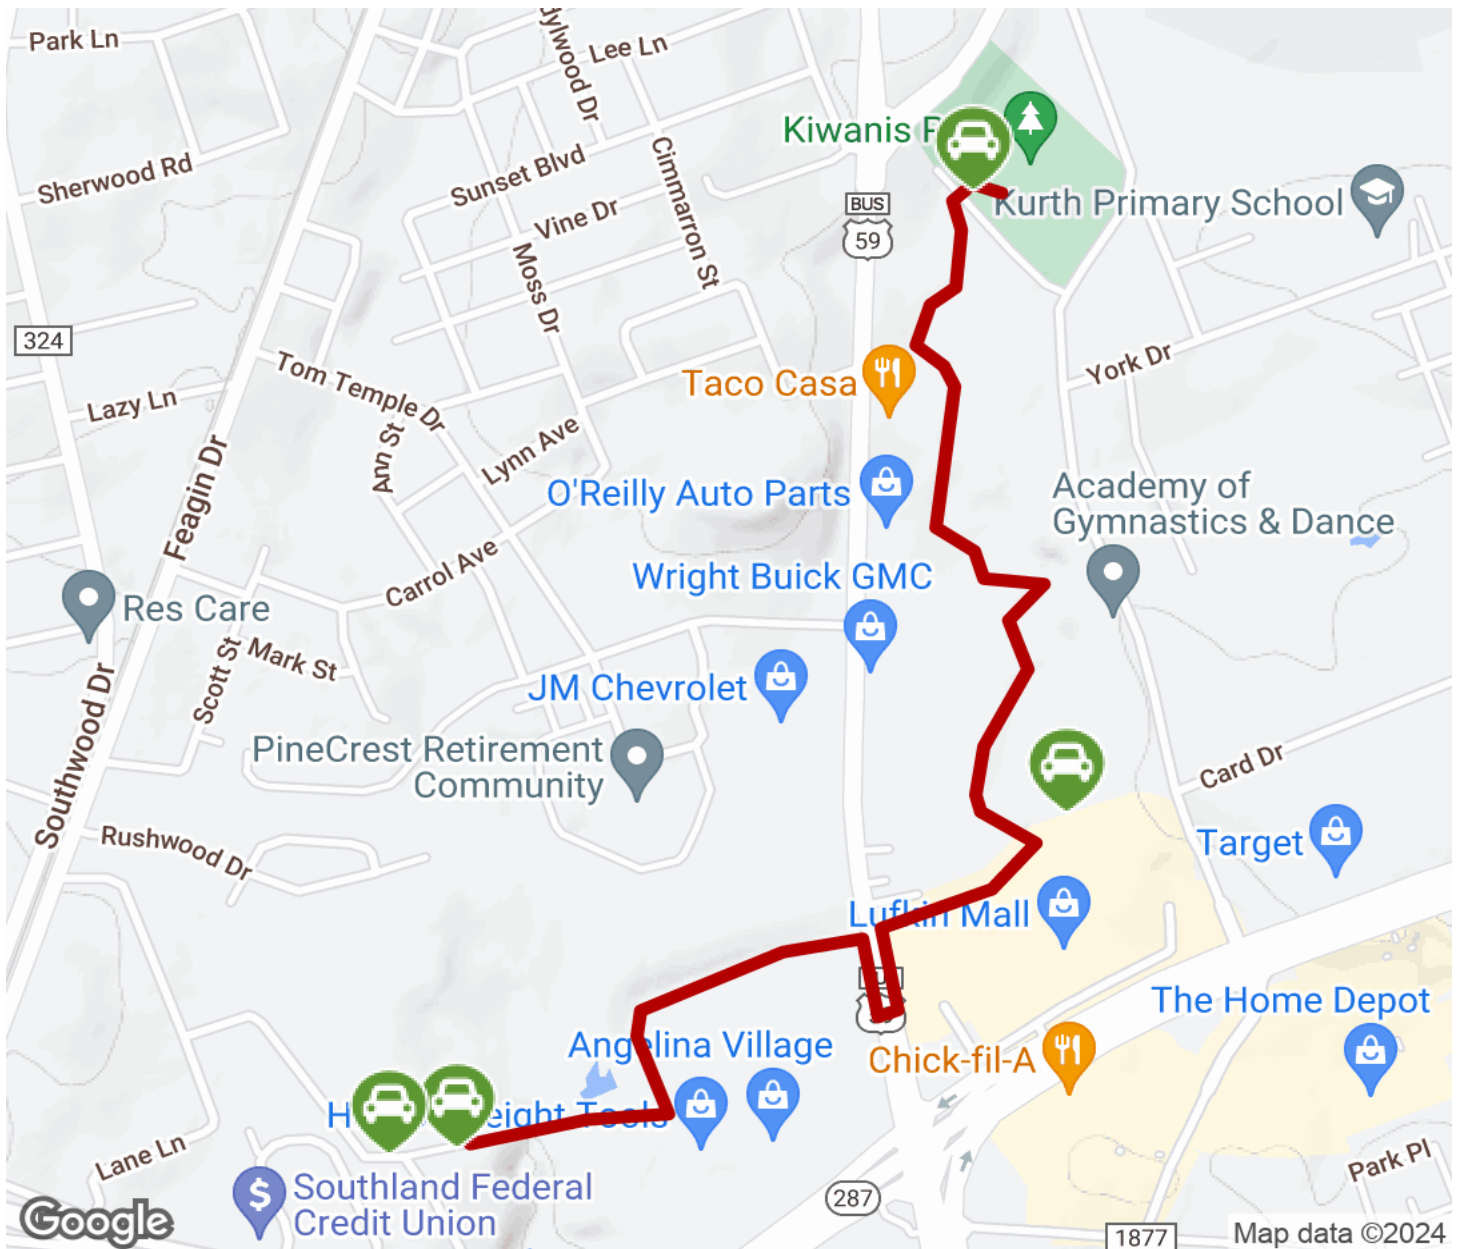 Park Ln
Lee Ln
Sherwood Rd
Sunset Blvd
Vine Dr
Cimmarron St
Moss Dr
Kiwanis
Kurth Primary School
BUS
59
324
Tom Temple Dr
Lazy Ln
Taco Casa
York Dr
Ann St
Lynn Ave
Feagin Dr
O'Reilly Auto Parts
Academy of
Gymnastics & Dance
Carrol Ave
Wright Buick GMC
Res Care
Mark St
Scott St
JM Chevrolet
Southwood Dr
PineCrest Retirement
Community
Card Dr
Rushwood Dr
Target
Lufkin Mall
The Home Depot
Angelina Village
Chick-fil-A
Tools
Lane Ln
Park Pl
Southland Federal
Credit Union
287
1877
Google
Map data ©2024